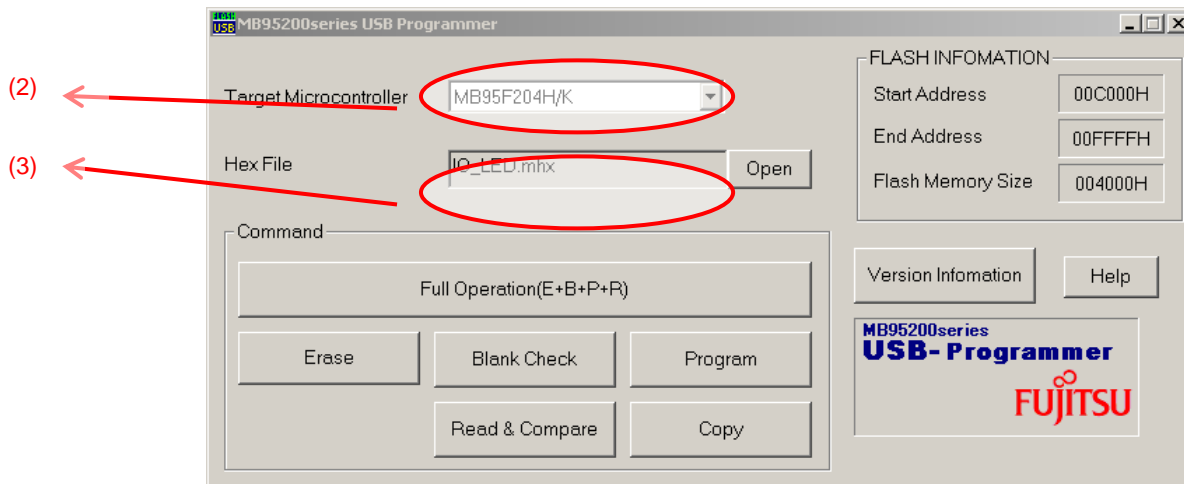 FLASH
USB
MB95200series USB Programmer
(2)
Target Microcontroller
MB95F204H/K
(3)
Hex File
IO_LED.mhx
Open
FLASH INFOMATION
Start Address
00C000H
End Address
00FFFFH
Flash Memory Size
004000H
Command
Full Operation(E+B+P+R)
Erase
Blank Check
Program
Read & Compare
Copy
Version Infomation
Help
MB95200series
USB- Programmer
FUJITSU